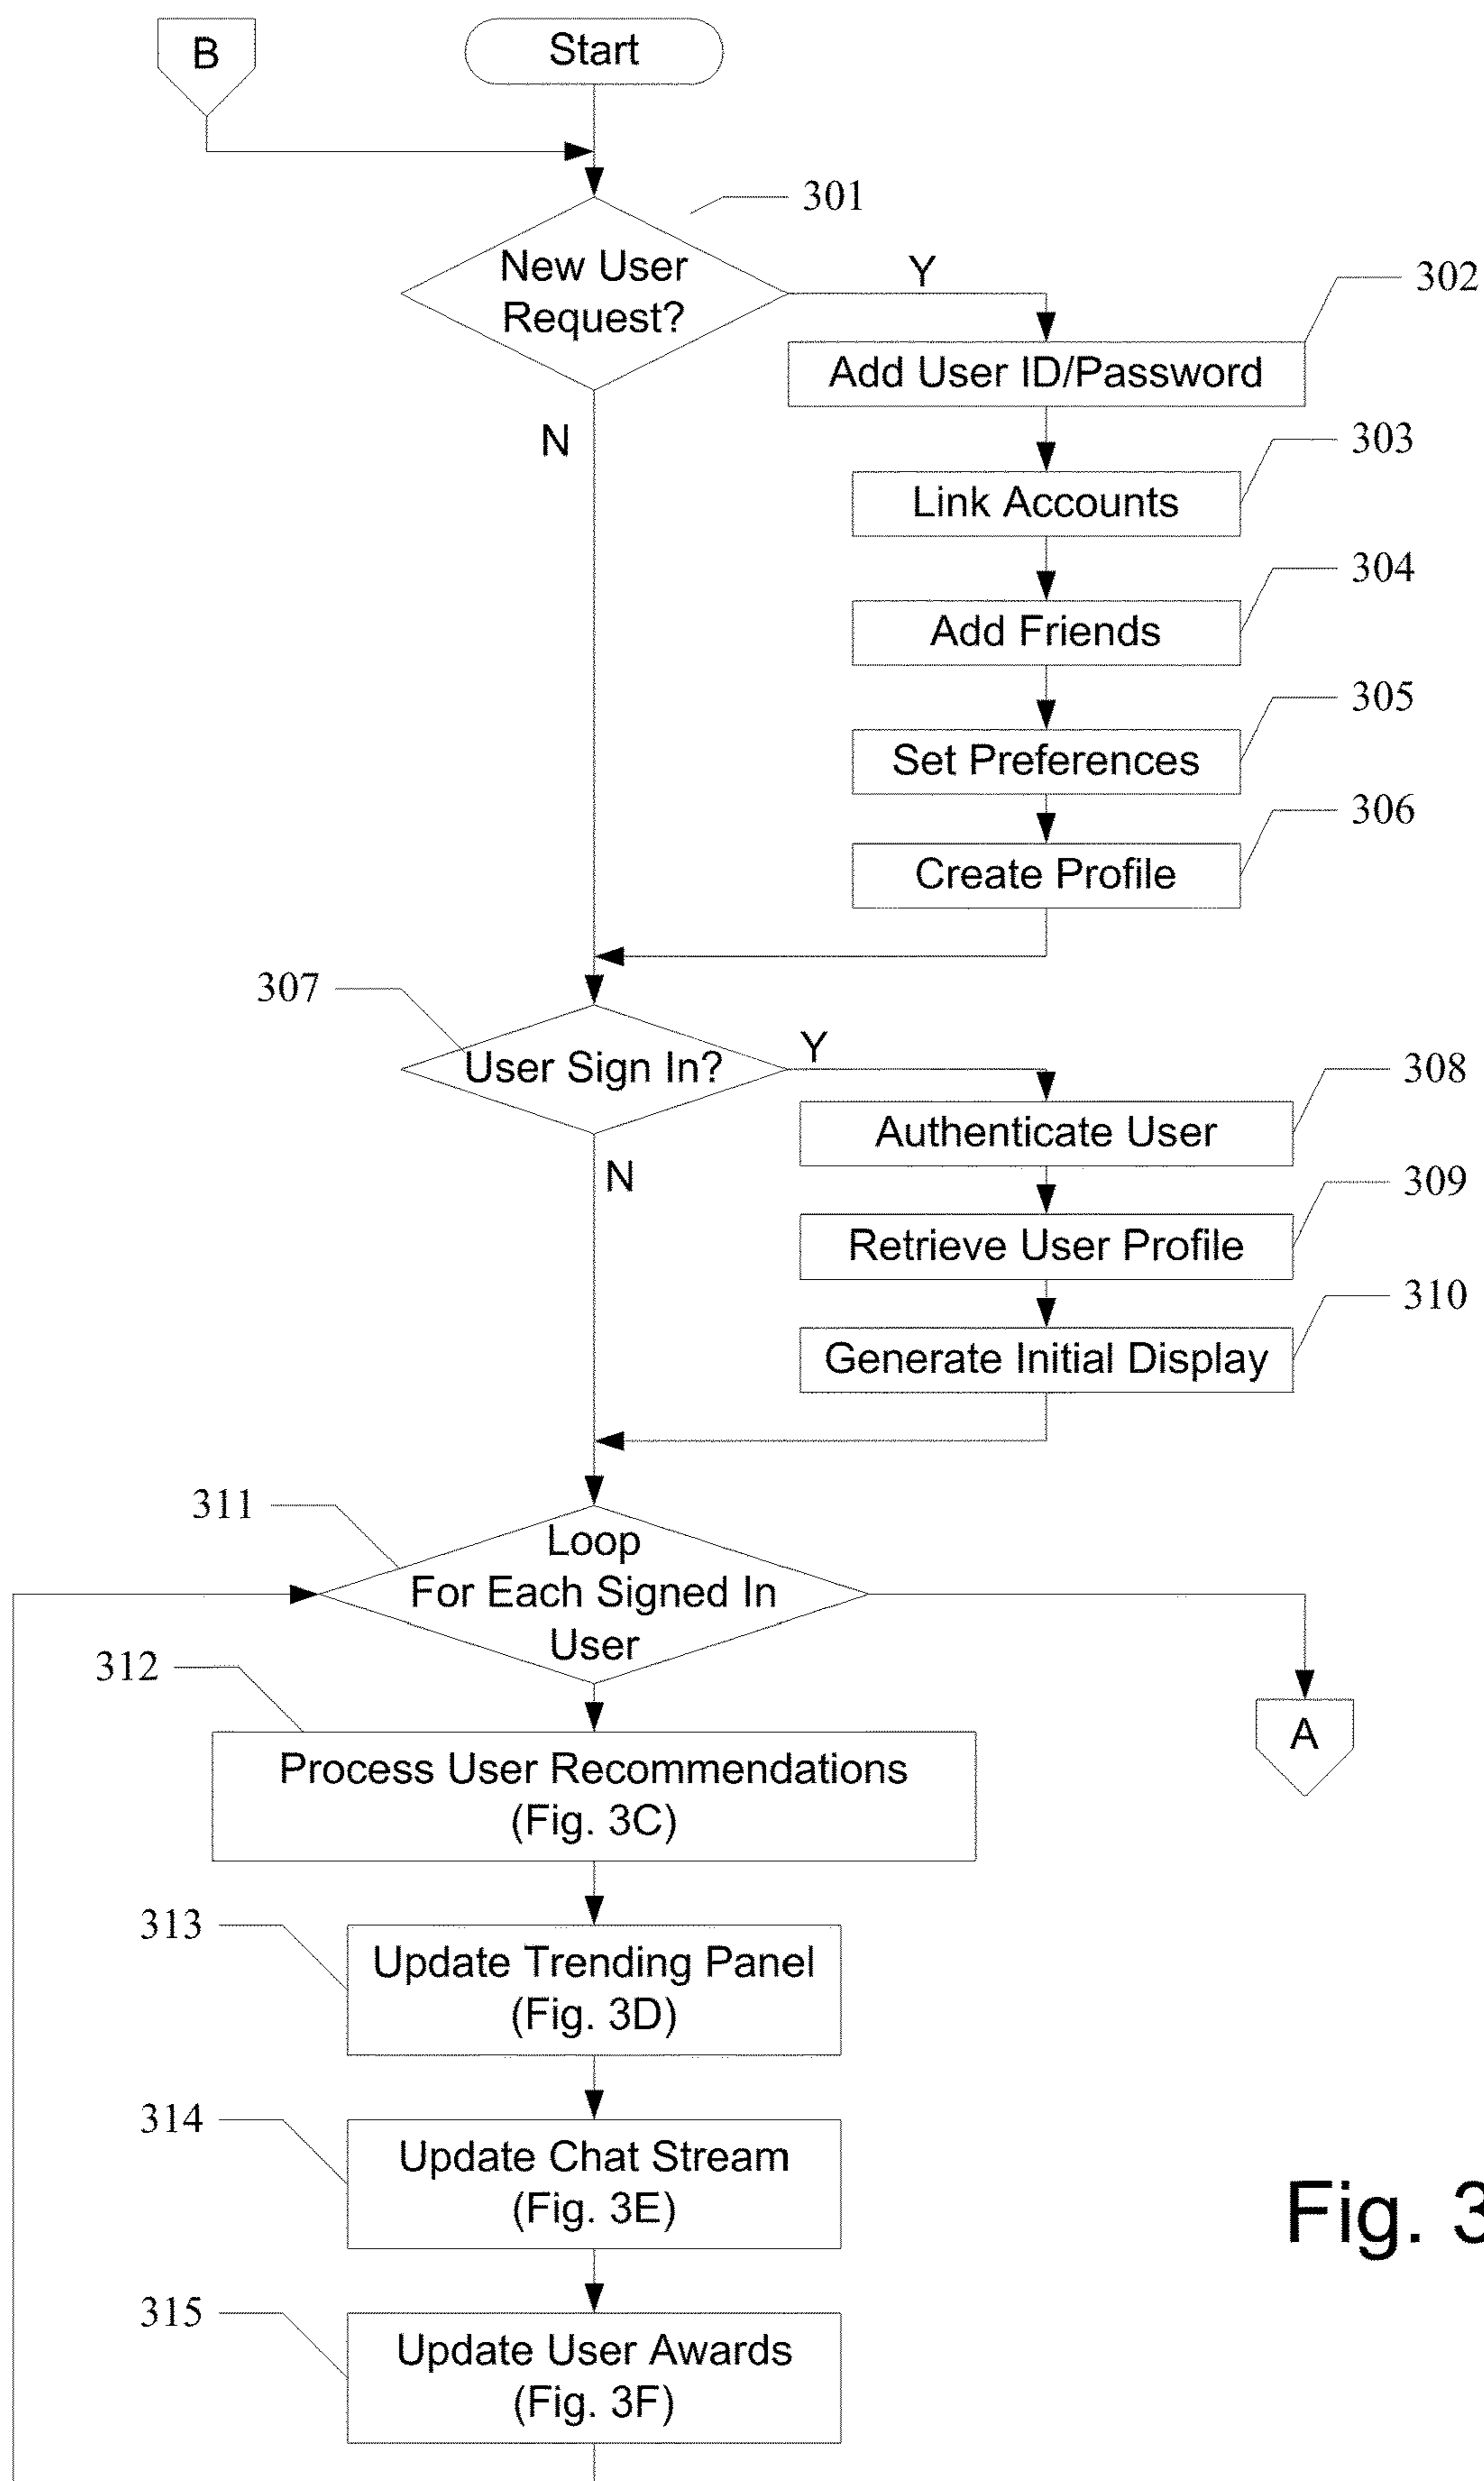 B
Start
301
New User
Request?
Y
302
Add User ID/Password
N
303
Link Accounts
304
Add Friends
305
Set Preferences
306
Create Profile
307
User Sign In?
Y
308
Authenticate User
N
309
Retrieve User Profile
310
Generate Initial Display
311
Loop
For Each Signed In
User
312
A
Process User Recommendations
(Fig. 3C)
313
Update Trending Panel
(Fig. 3D)
314
Update Chat Stream
(Fig. 3E)
Fig. 3
315
Update User Awards
(Fig. 3F)